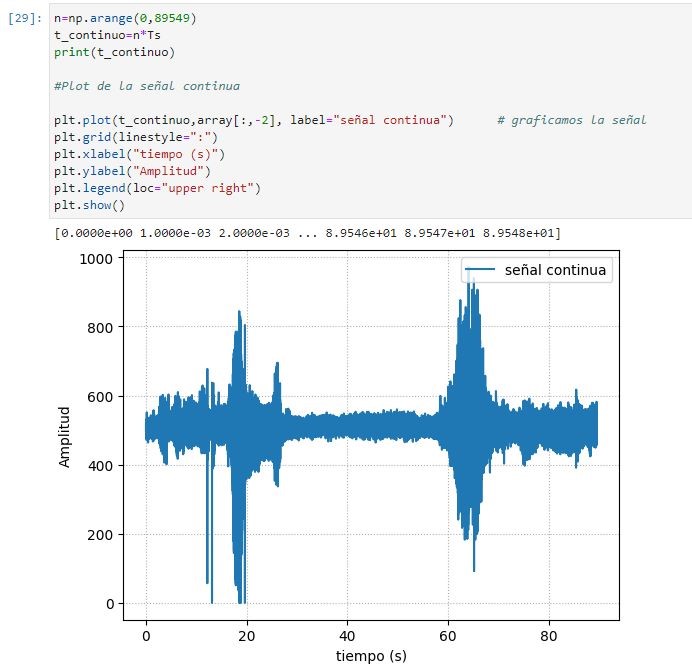 [29]: n=np.arange(0,89549)
t_continuo=n*Ts
print(t_continuo)
#Plot de la señal continua
plt.plot(t_continuo,array[:,-2], label="señal continua") # graficamos la señal
plt.grid(linestyle=":")
plt.xlabel("tiempo (s)")
plt.ylabel("Amplitud")
plt.legend(loc="upper right")
plt.show()
[0.0000e+00 1.0000e-03 2.0000e-03 ... 8.9546e+01 8.9547e+01 8.9548e+01]
señal continua
1000
800
600
400
200
0
Amplitud
0 20 40 60 80
tiempo (s)